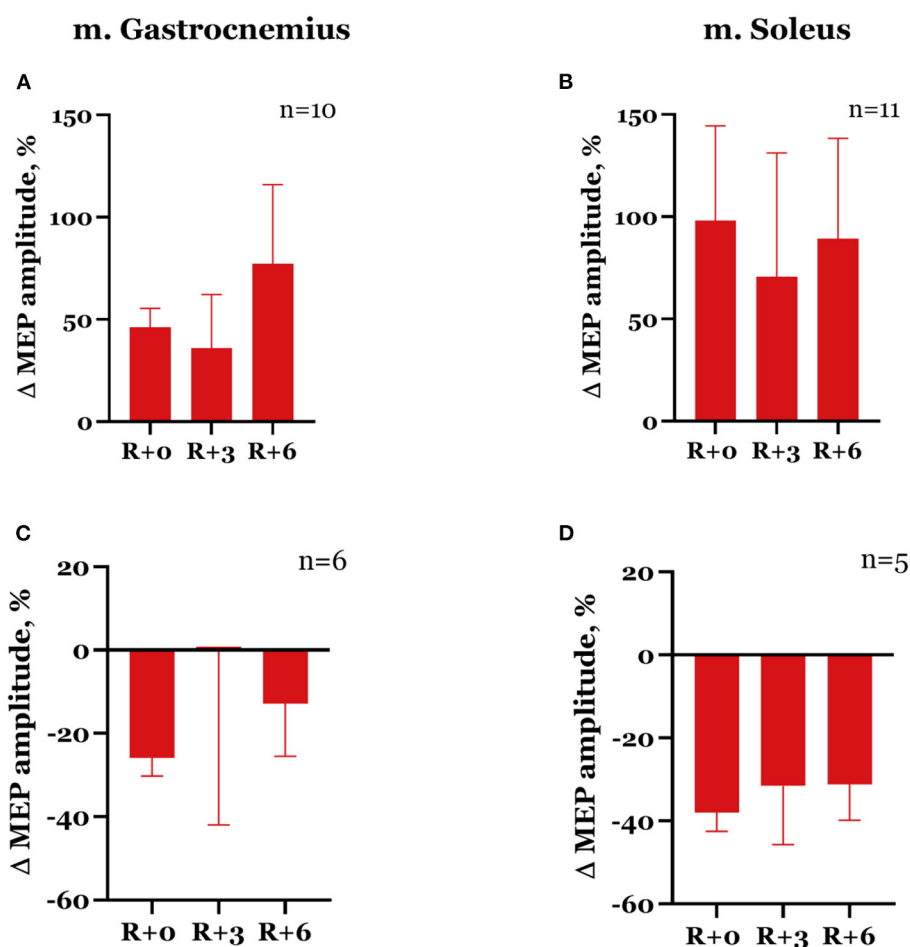 m. Gastrocnemius
m. Soleus
A
n=10
Δ MEP amplitude, %
150
100
50
0
R+0 R+3 R+6
B
n=11
Δ MEP amplitude, %
150
100
50
0
R+0 R+3 R+6
C
n=6
Δ MEP amplitude, %
20
0
-20
-40
-60
R+0 R+3 R+6
D
n=5
Δ MEP amplitude, %
20
0
-20
-40
-60
R+0 R+3 R+6